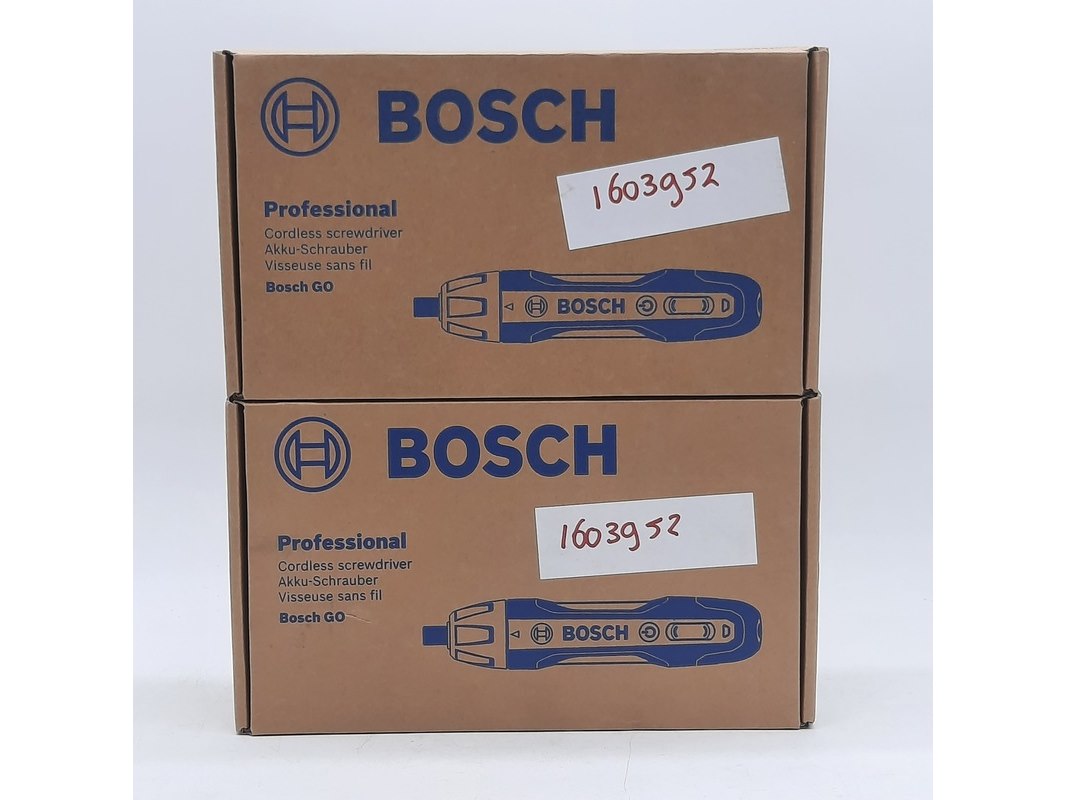 BOSCH
1603952
Professional
Cordless screwdriver
Akku-Schrauber
Visseuse sans fil
Bosch GO
BOSCH
BOSCH
1603952
Professional
Cordless screwdriver
Akku-Schrauber
Visseuse sans fil
Bosch GO
BOSCH